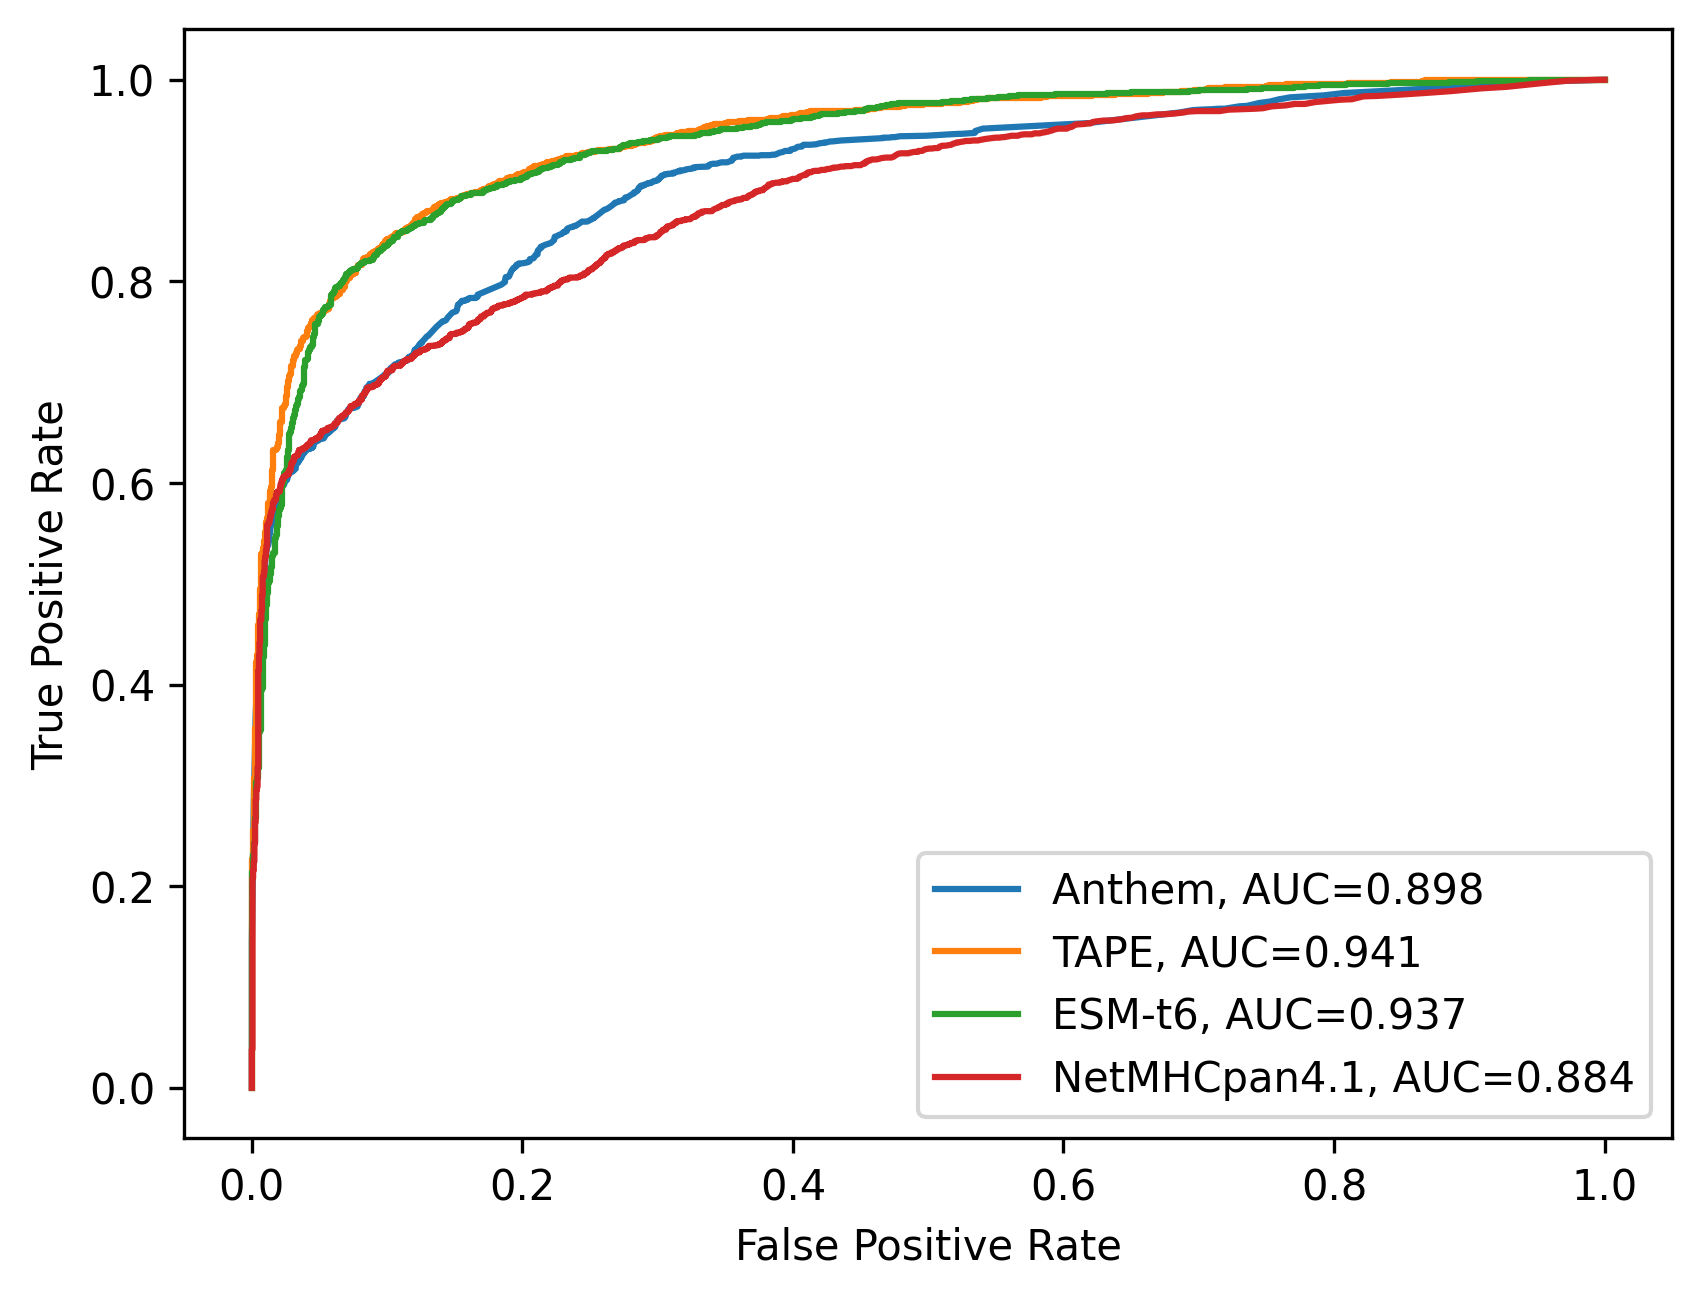 1.0
0.8
0.6
0.4
0.2
0.0
True Positive Rate
Anthem, AUC=0.898
TAPE, AUC=0.941
ESM-t6, AUC=0.937
NetMHCpan4.1, AUC=0.884
0.0 0.2 0.4 0.6 0.8 1.0
False Positive Rate